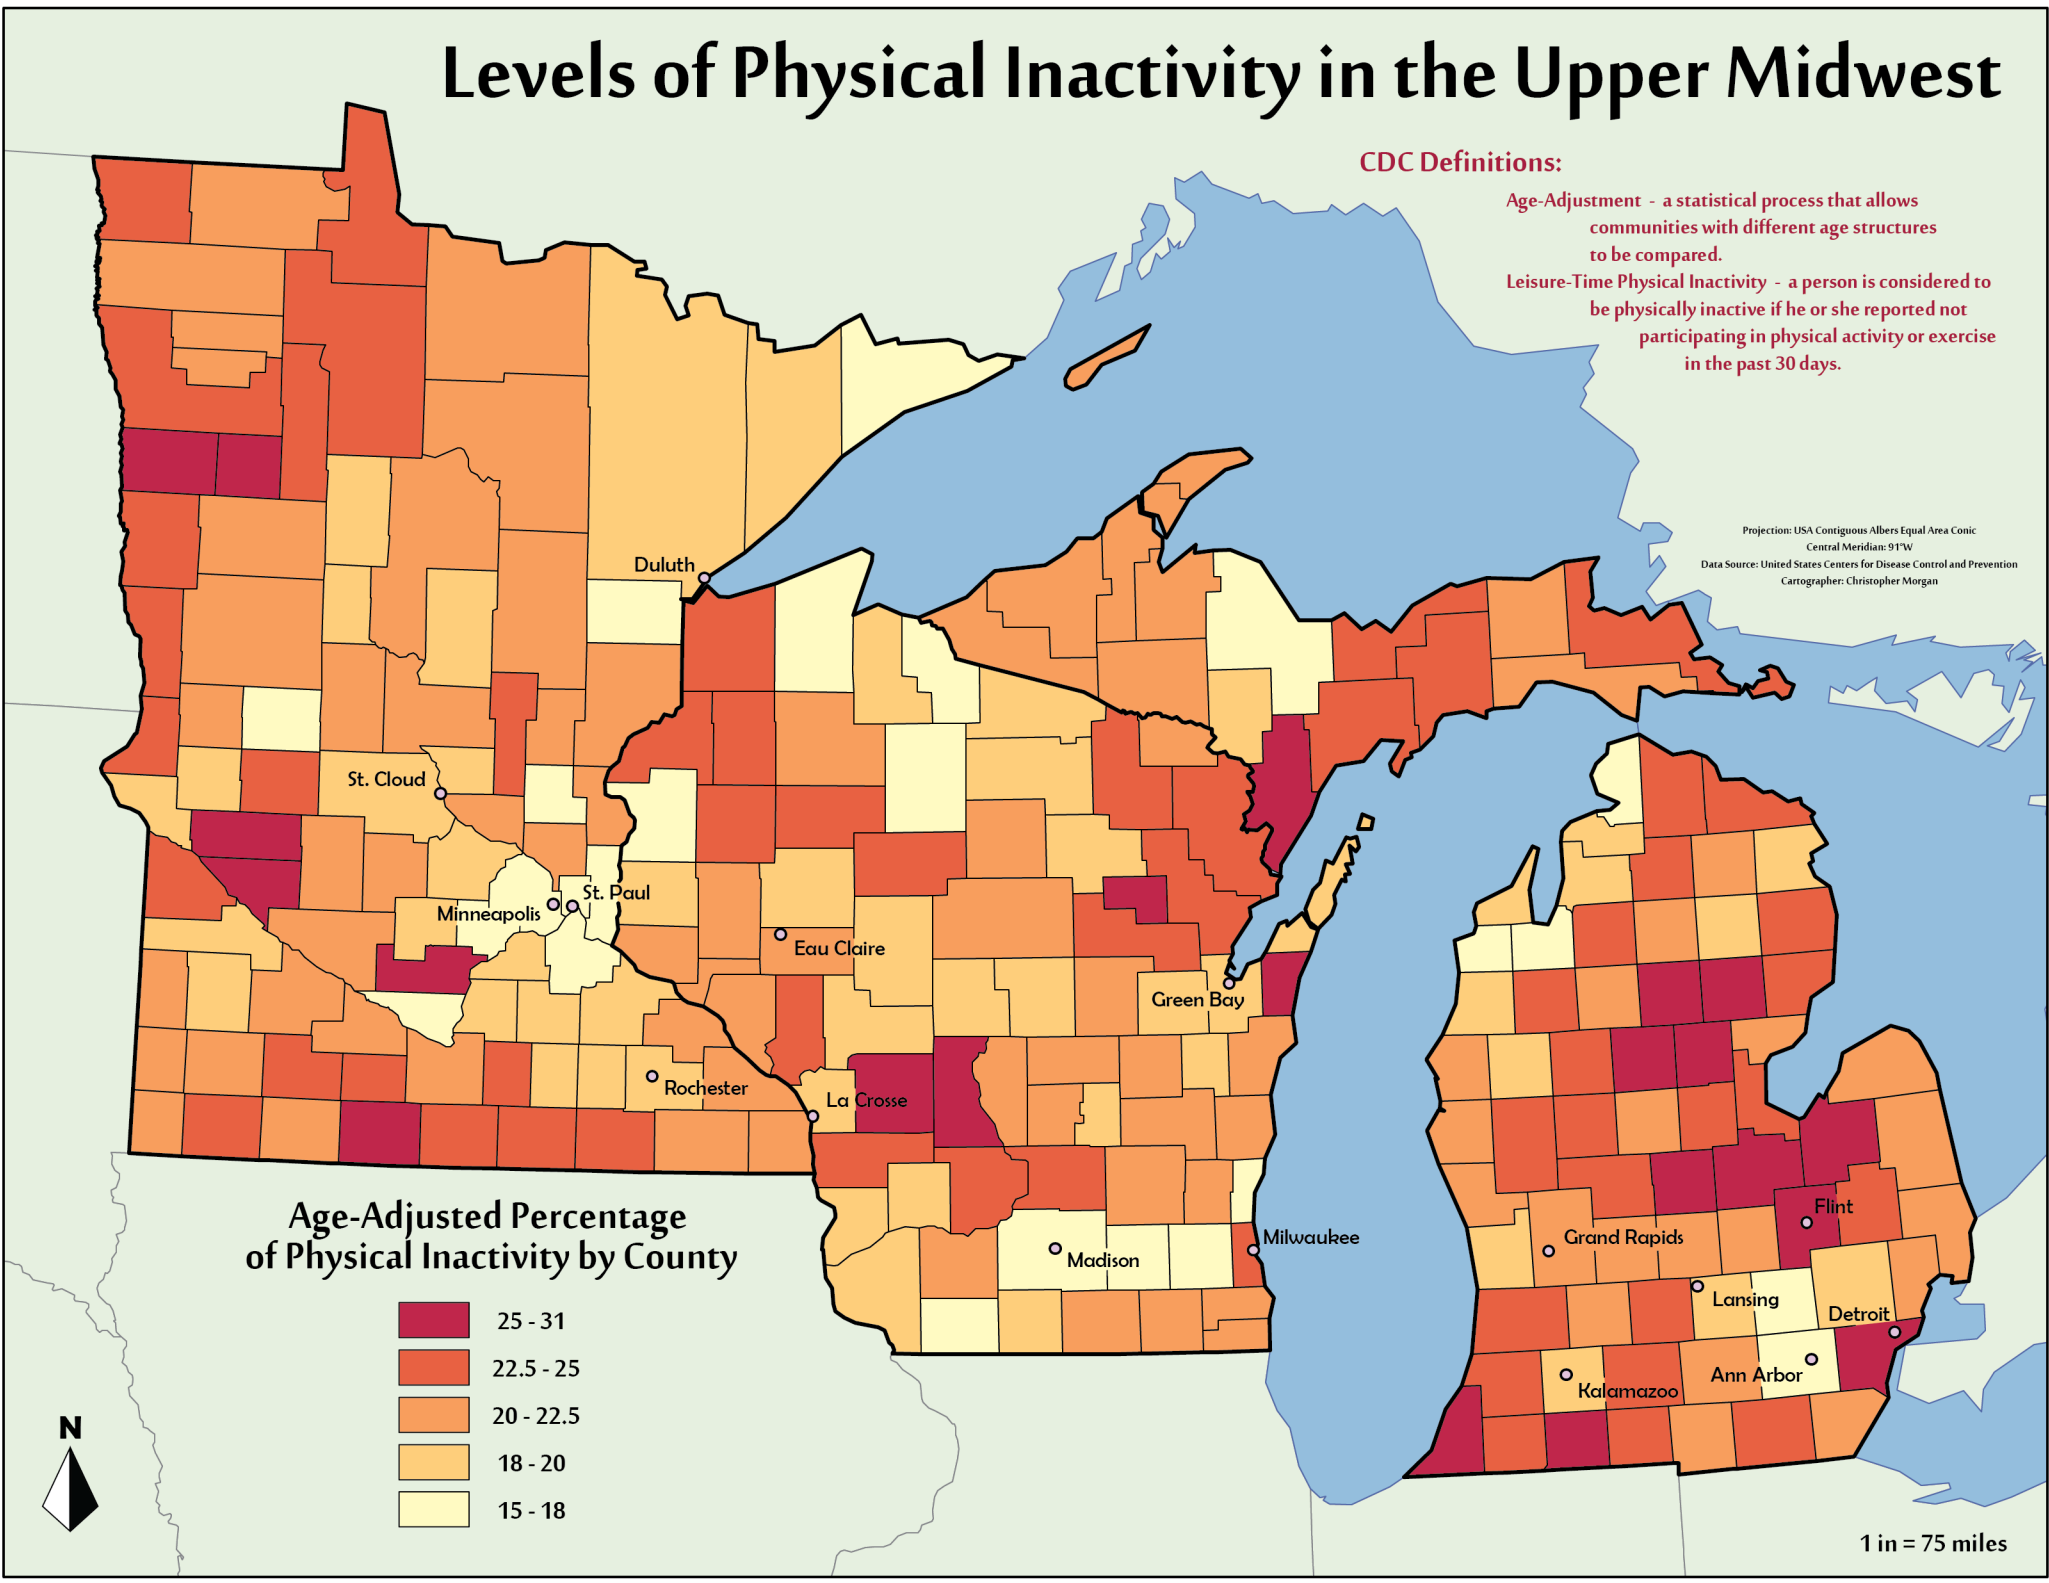 Levels of Physical Inactivity in the Upper Midwest
CDC Definitions:
Age-Adjustment - a statistical process that allows
communities with different age structures
to be compared.
Leisure-Time Physical Inactivity - a person is considered to
be physically inactive if he or she reported not
participating in physical activity or exercise
in the past 30 days.
Projection: USA Contiguous Albers Equal Area Conic
Central Meridian: 91°W
Data Source: United States Centers for Disease Control and Prevention
Cartographer: Christopher Morgan
Duluth
St. Cloud
St. Paul
Minneapolis
Eau Claire
Green Bay
Rochester
La Crosse
Flint
Grand Rapids
Milwaukee
Madison
Lansing
Detroit
Ann Arbor
Kalamazoo
Age-Adjusted Percentage
of Physical Inactivity by County
25 - 31
22.5 - 25
20 - 22.5
18 - 20
15 - 18
N
1 in = 75 miles